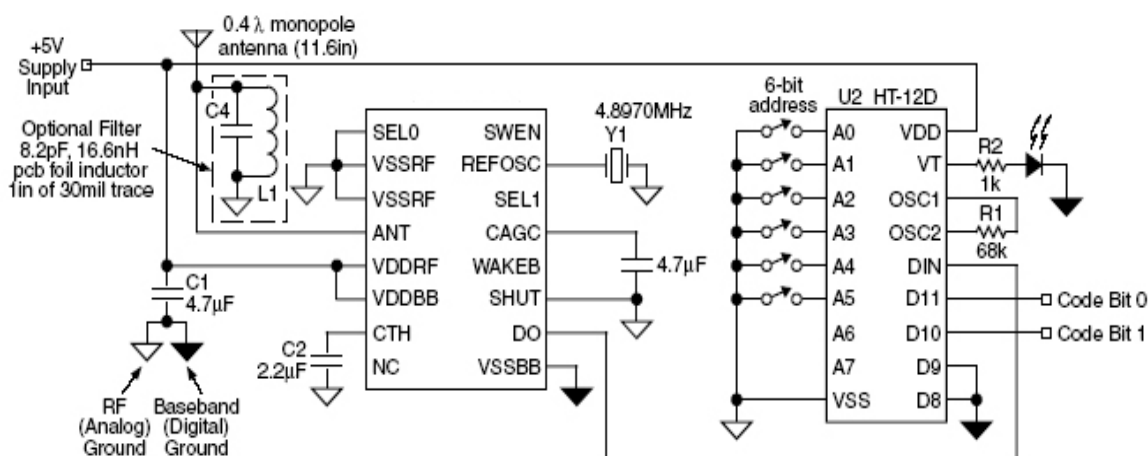 0.4 λ monopole
antenna (11.6in)
+5V
Supply
Input
C4
Optional Filter
8.2pF, 16.6nH
pcb foil inductor
1in of 30mil trace
L1
SEL0
VSSRF
VSSRF
ANT
VDDRF
VDDBB
CTH
NC
SWEN
REFOSC
SEL1
CAGC
WAKEB
SHUT
DO
VSSBB
4.8970MHz
Y1
4.7µF
C1
4.7µF
C2
2.2µF
RF
(Analog)
Ground
Baseband
(Digital)
Ground
6-bit
address
U2 HT-12D
A0
A1
A2
A3
A4
A5
A6
A7
VSS
VDD
VT
OSC1
OSC2
DIN
D11
D10
D9
D8
R2
1k
R1
68k
Code Bit 0
Code Bit 1